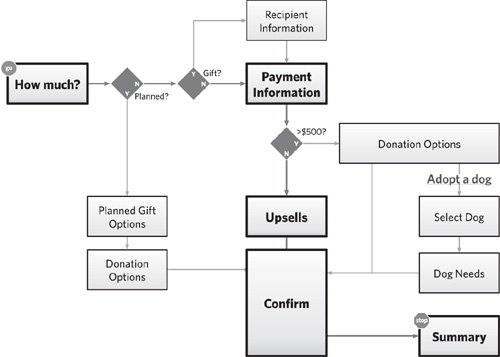 Recipient
Information
go
How much?
Y
N
Planned?
Y
N
Gift?
Payment
Information
>$500?
Y
N
Donation Options
Adopt a dog
Planned Gift
Options
Upsells
Select Dog
Donation
Options
Confirm
Dog Needs
stop
Summary